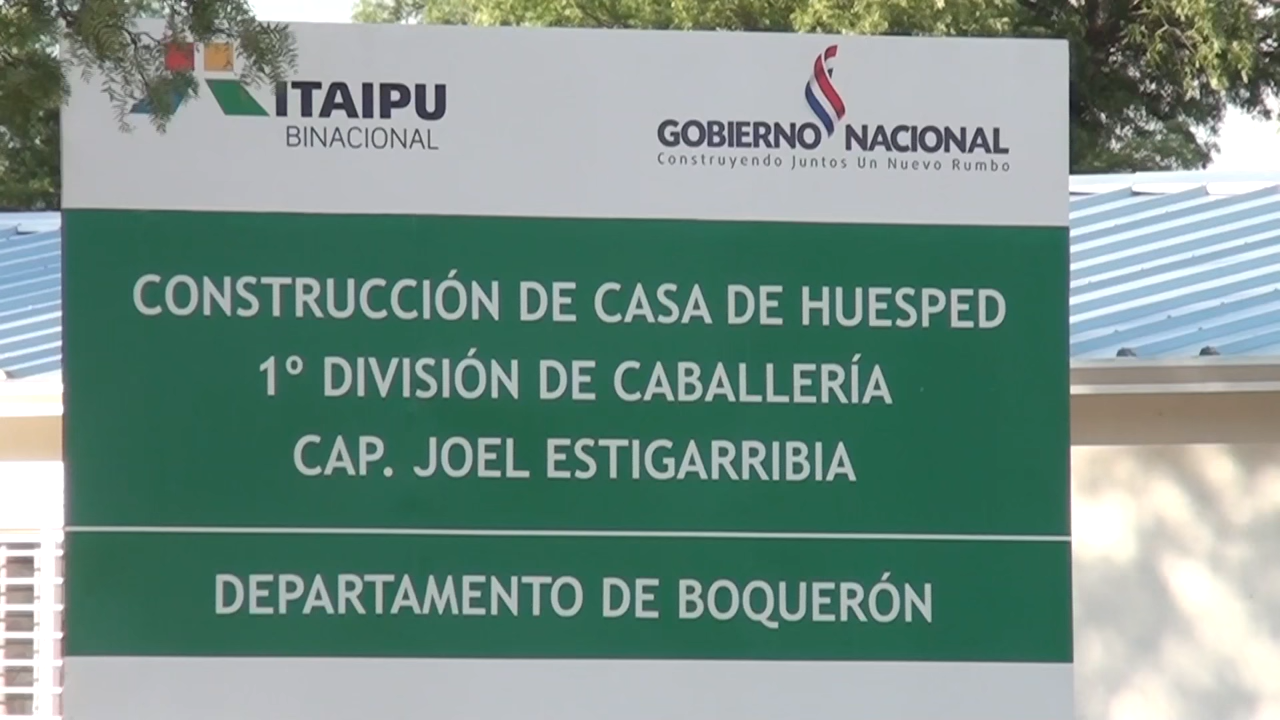 ITAIPU
BINACIONAL
GOBIERNO NACIONAL
Construyendo Juntos Un Nuevo Rumbo
CONSTRUCCIÓN DE CASA DE HUESPED
1º DIVISIÓN DE CABALLERÍA
CAP. JOEL ESTIGARRIBIA
DEPARTAMENTO DE BOQUERÓN